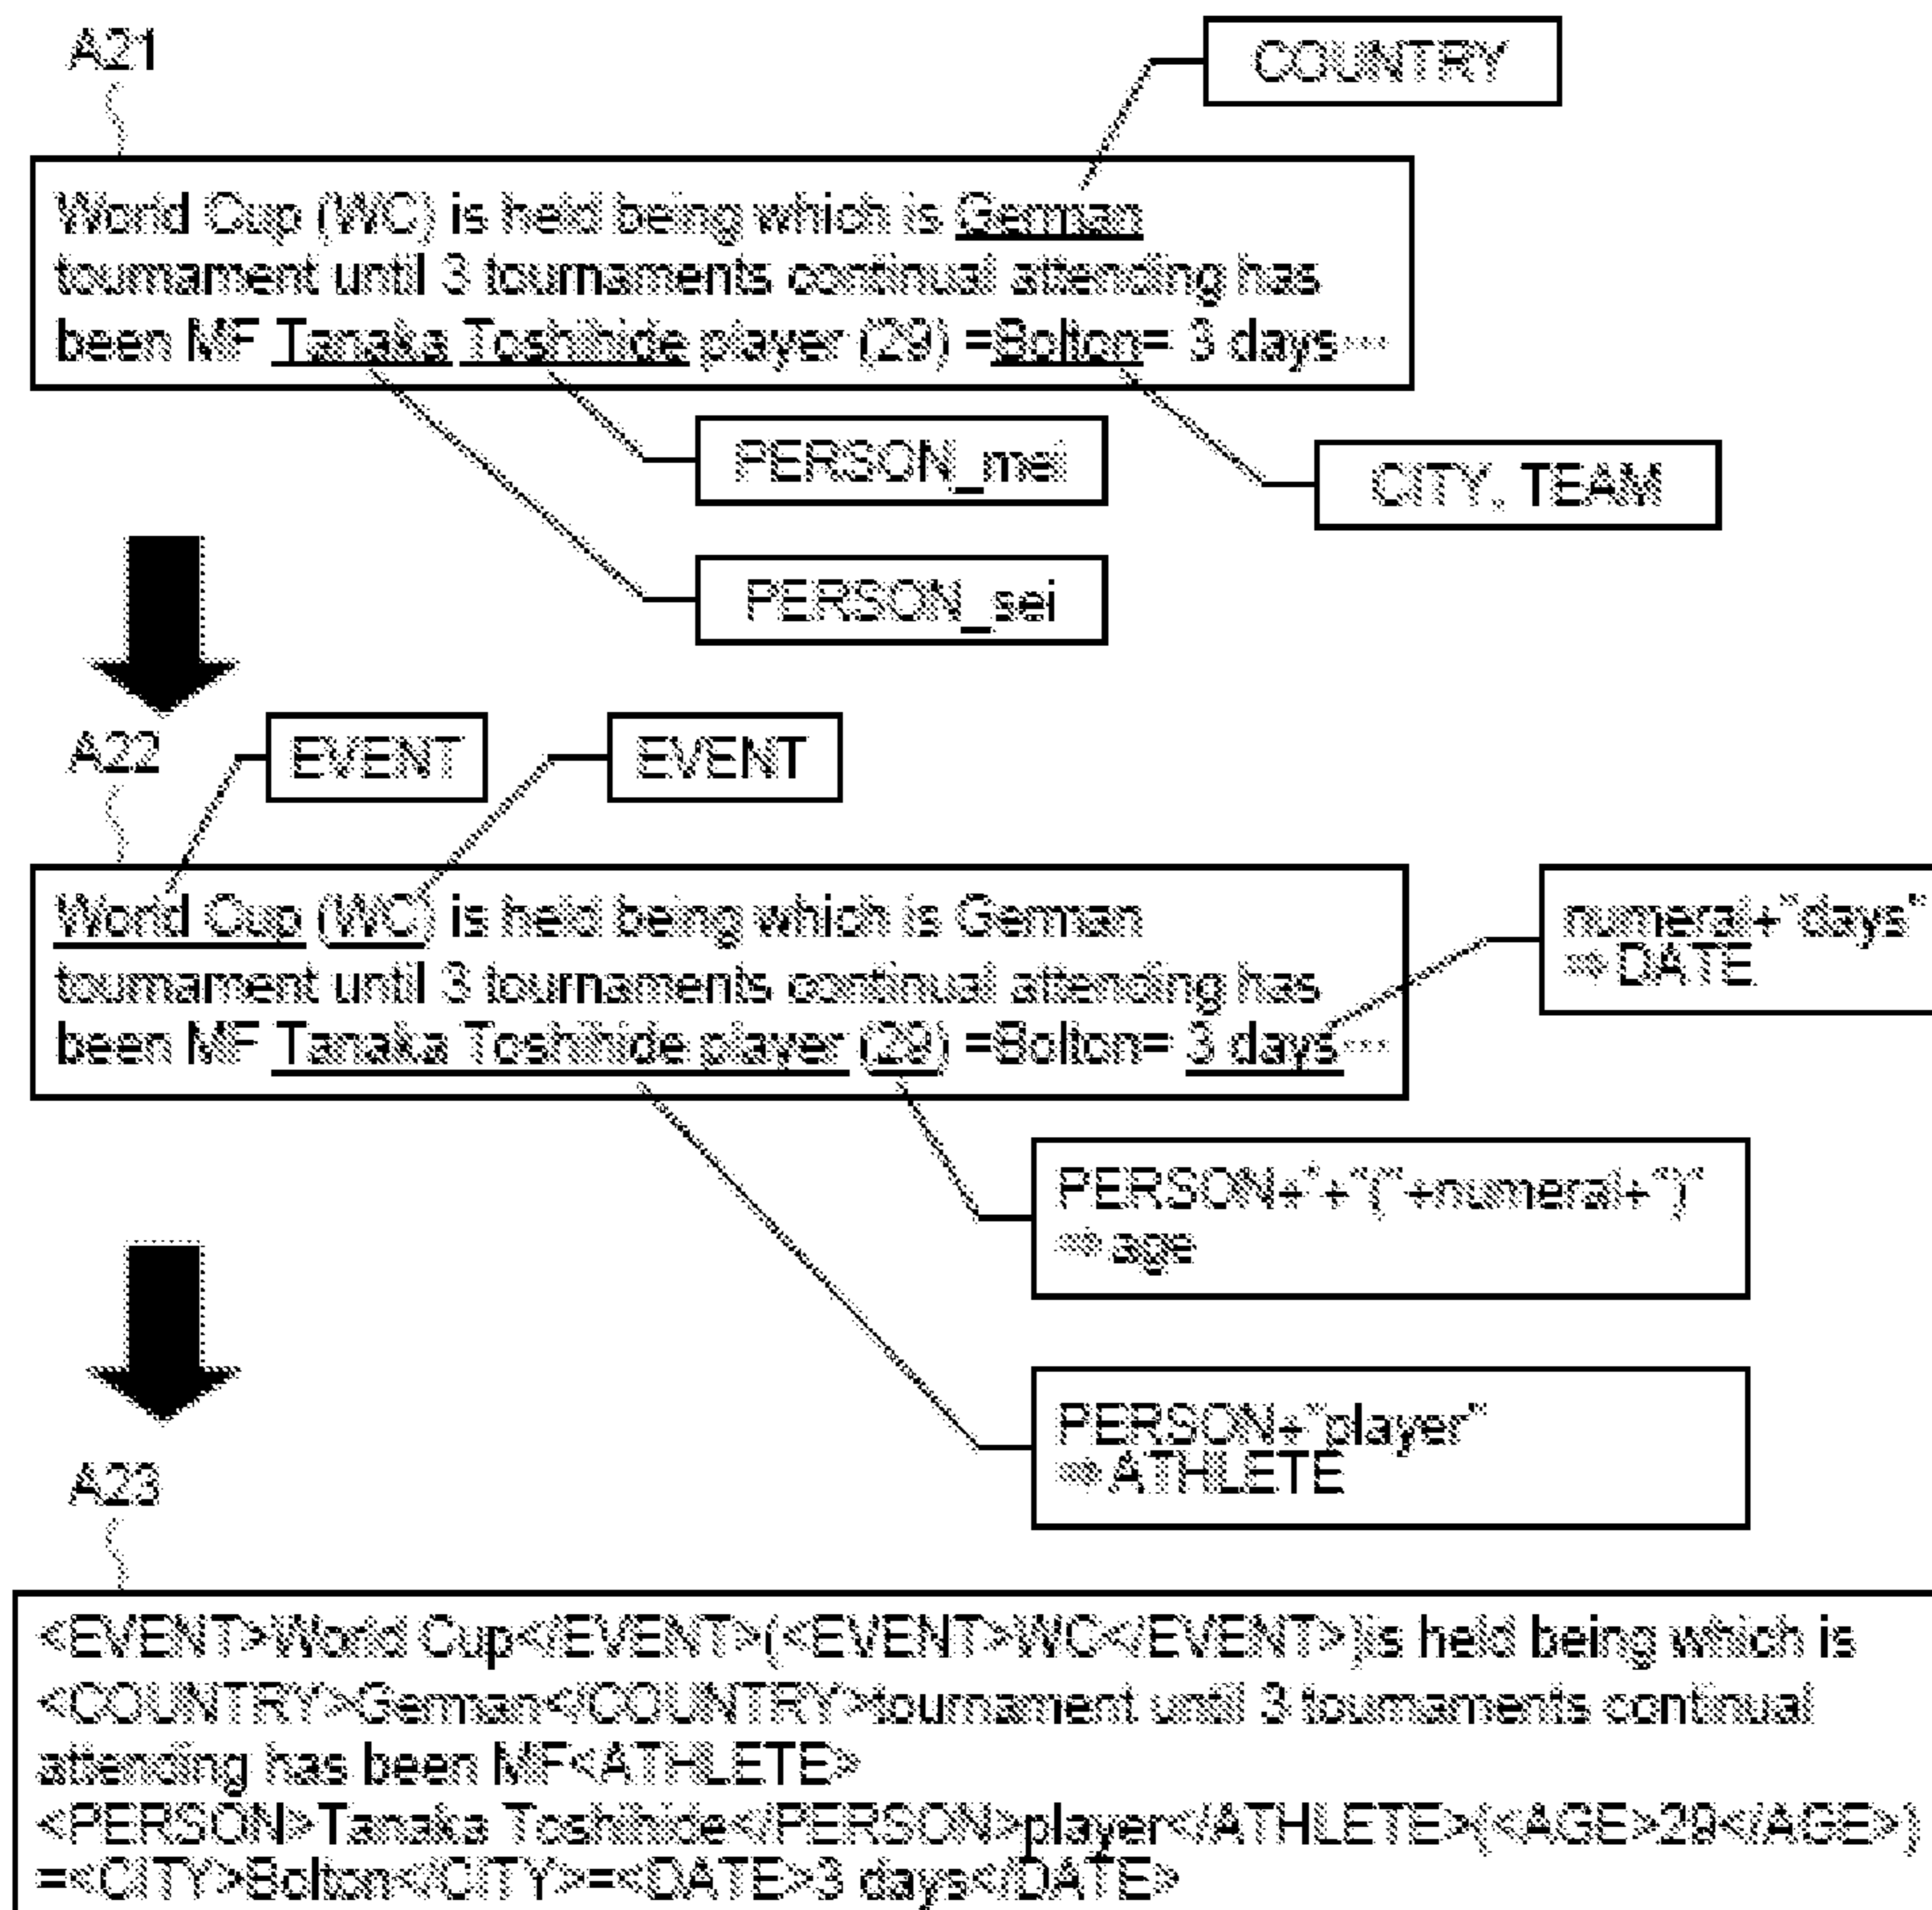 A21
COUNTRY
World Cup (WC) is held being which is German
tournament until 3 tournaments continual attending has
been MF Tanaka Toshihide player (29) =Bolton= 3 days…
PERSON_mei
CITY, TEAM
PERSON_sei
A22
EVENT
EVENT
World Cup (WC) is held being which is German
tournament until 3 tournaments continual attending has
been MF Tanaka Toshihide player (29) =Bolton= 3 days…
numeral+"days"
⇒DATE
PERSON+*+"("+numeral+")"
⇒age
PERSON+"player"
⇒ATHLETE
A23
<EVENT>World Cup</EVENT>(<EVENT>WC</EVENT>)is held being which is
<COUNTRY>German</COUNTRY>tournament until 3 tournaments continual
attending has been MF<ATHLETE>
<PERSON>Tanaka Toshihide</PERSON>player</ATHLETE>(<AGE>29</AGE>)
=<CITY>Bolton</CITY>=<DATE>3 days</DATE>